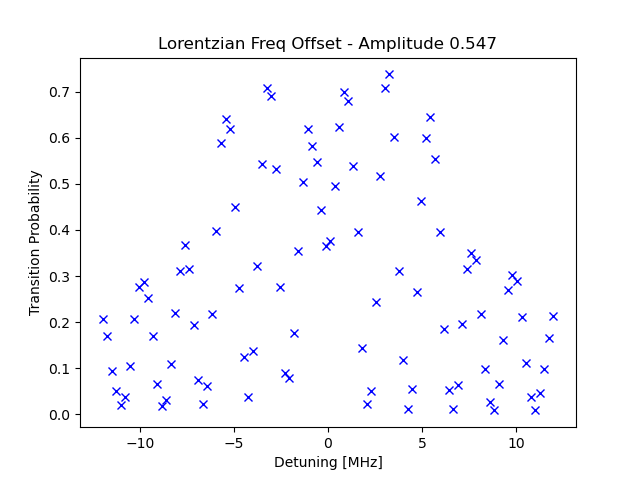 Lorentzian Freq Offset - Amplitude 0.547
Transition Probability
0.7
0.6
0.5
0.4
0.3
0.2
0.1
0.0
−10 −5 0 5 10
Detuning [MHz]